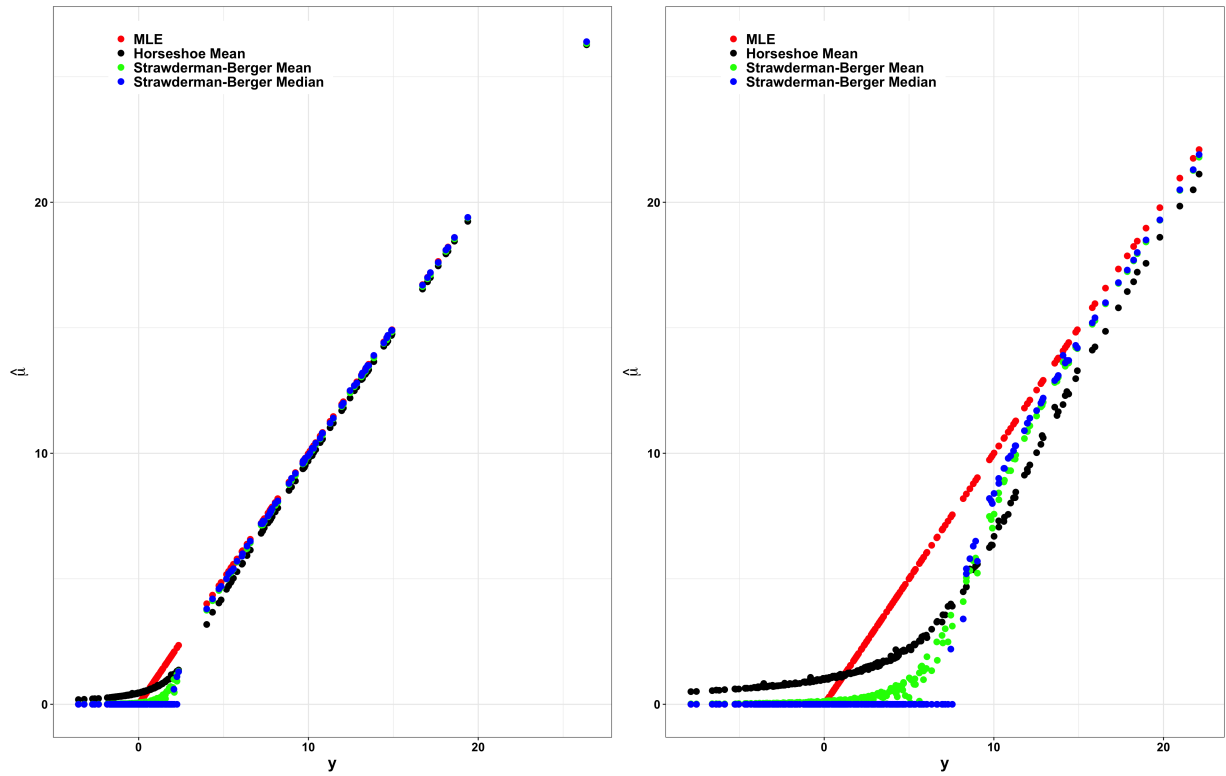 MLE
Horseshoe Mean
Strawderman-Berger Mean
Strawderman-Berger Median
20
10
0
μ̂
0 10 20
y
MLE
Horseshoe Mean
Strawderman-Berger Mean
Strawderman-Berger Median
20
10
0
μ̂
0 10 20
y